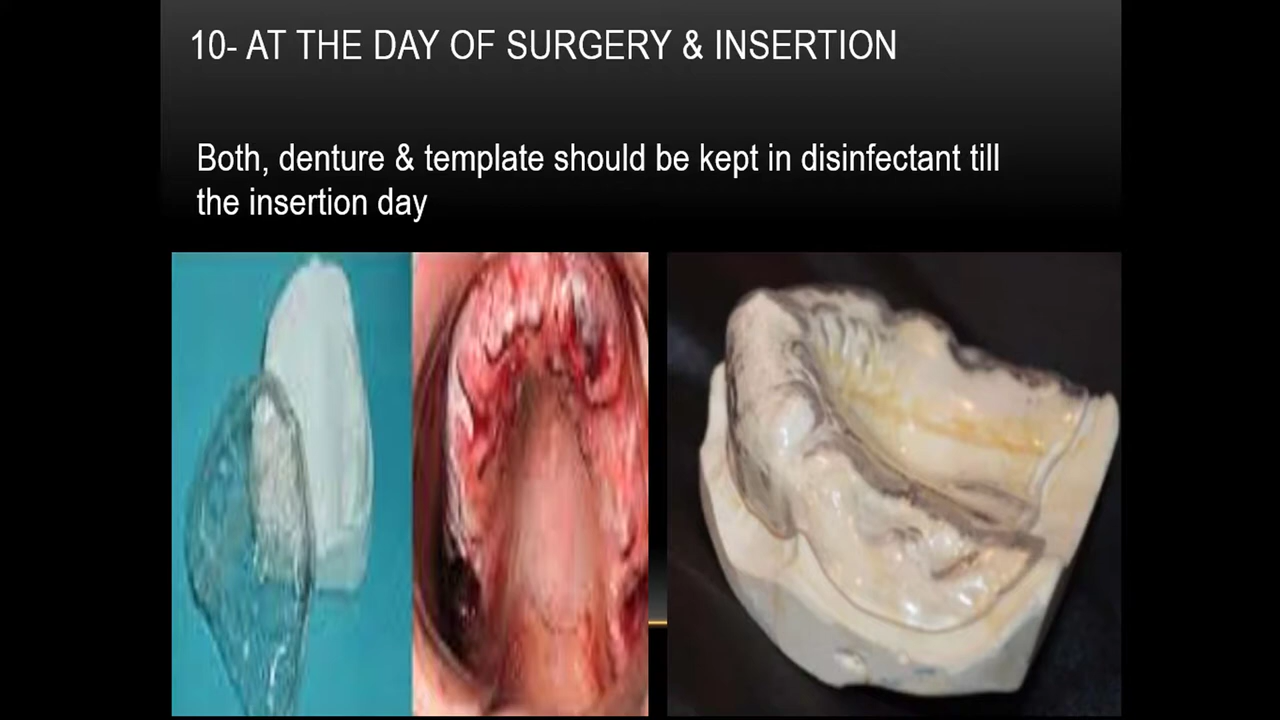 10- AT THE DAY OF SURGERY & INSERTION
Both, denture & template should be kept in disinfectant till
the insertion day